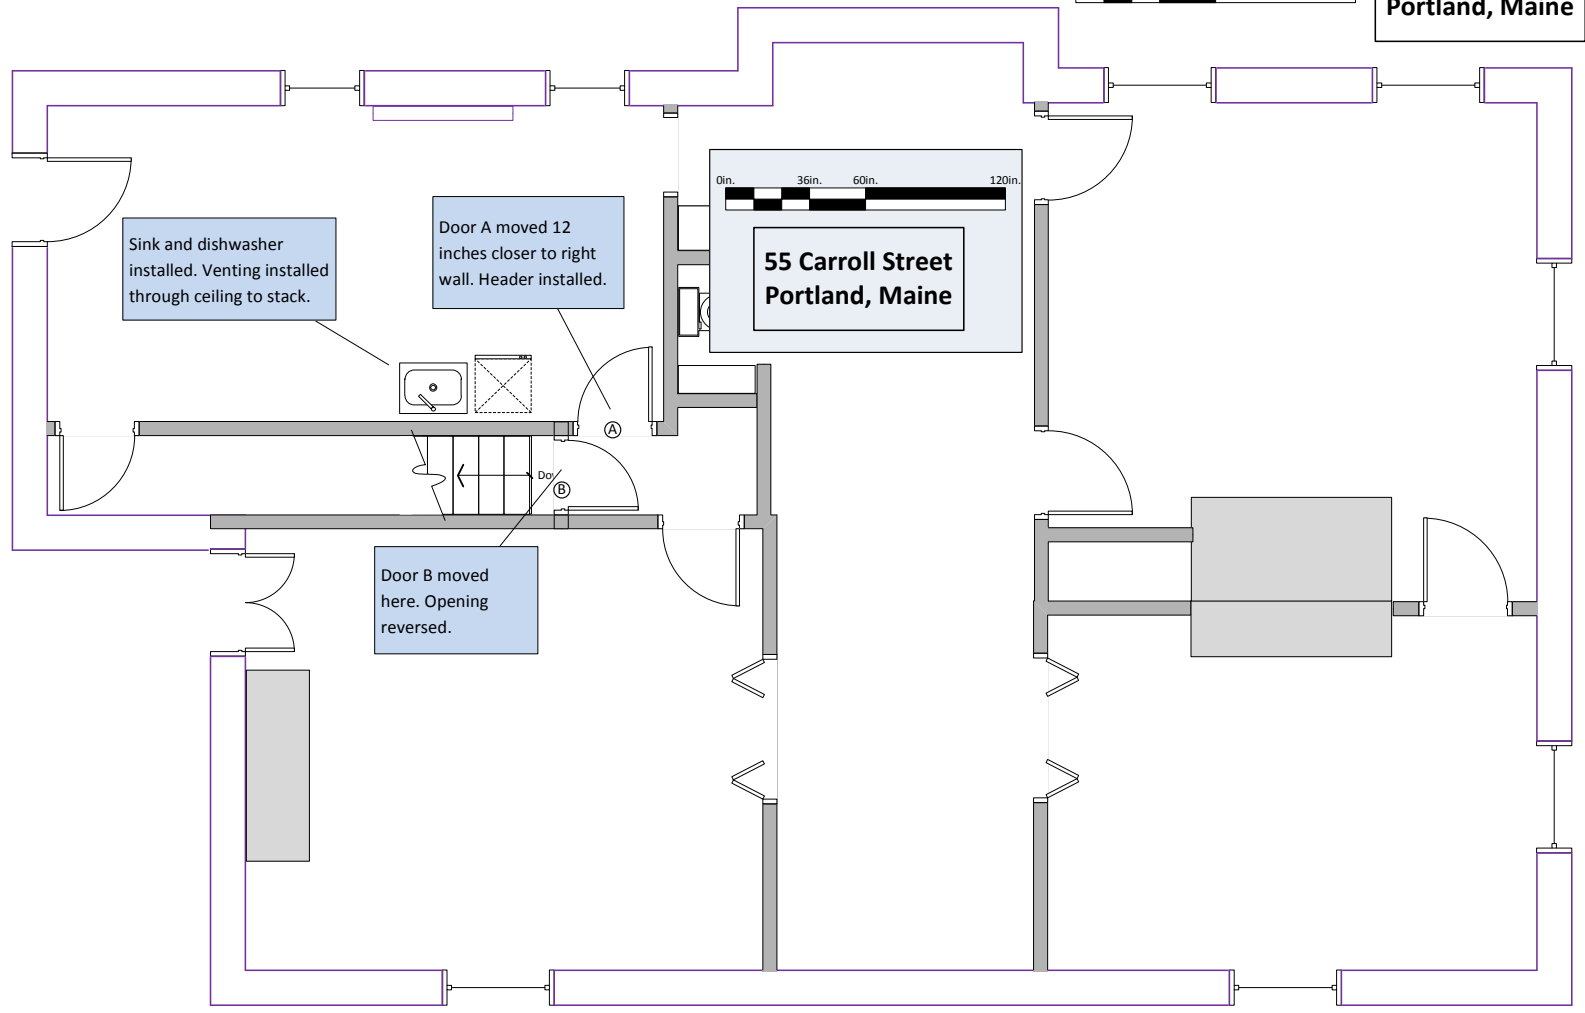 Portland, Maine
0in. 36in. 60in. 120in.
55 Carroll Street
Portland, Maine
Sink and dishwasher
installed. Venting installed
through ceiling to stack.
Door A moved 12
inches closer to right
wall. Header installed.
A
B
Door B moved
here. Opening
reversed.